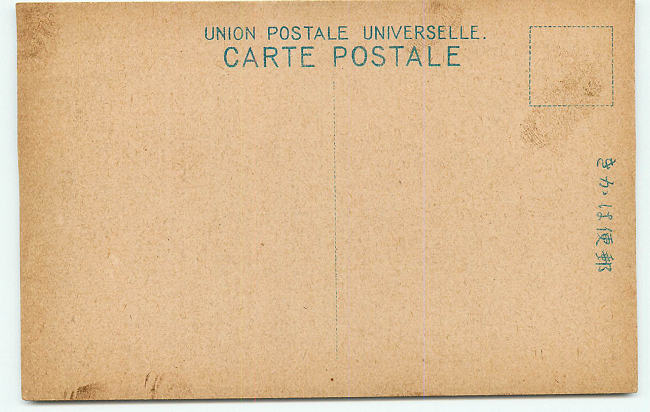 UNION POSTALE UNIVERSELLE.
CARTE POSTALE
郵便はかき